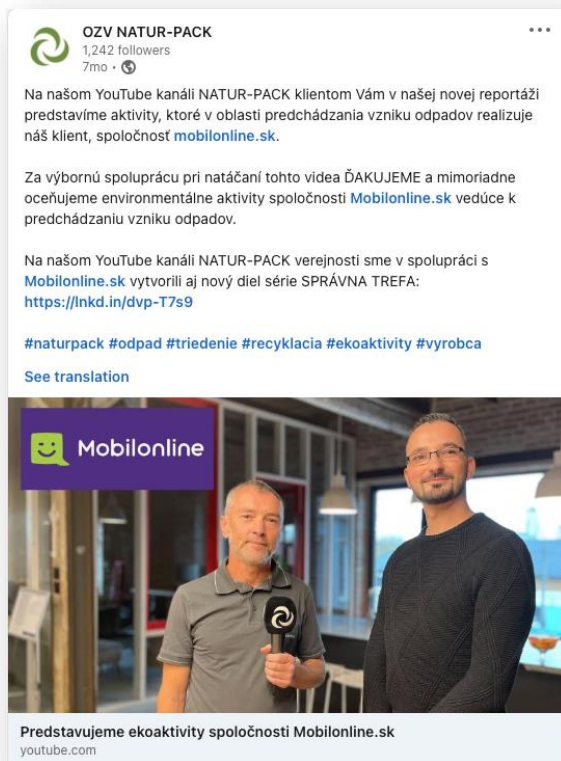 OZV NATUR-PACK
1,242 followers
7mo •
Na našom YouTube kanáli NATUR-PACK klientom Vám v našej novej reportáži
predstavíme aktivity, ktoré v oblasti predchádzania vzniku odpadov realizuje
náš klient, spoločnosť mobilonline.sk.
Za výbornú spoluprácu pri natáčaní tohto videa ĎAKUJEME a mimoriadne
oceňujeme environmentálne aktivity spoločnosti Mobilonline.sk vedúce k
predchádzaniu vzniku odpadov.
Na našom YouTube kanáli NATUR-PACK verejnosti sme v spolupráci s
Mobilonline.sk vytvorili aj nový diel série SPRÁVNA TREFA:
https://lnkd.in/dvp-T7s9
#naturpack #odpad #triedenie #recyklacia #ekoaktivity #vyrobca
See translation
Mobilonline
Predstavujeme ekoaktivity spoločnosti Mobilonline.sk
youtube.com